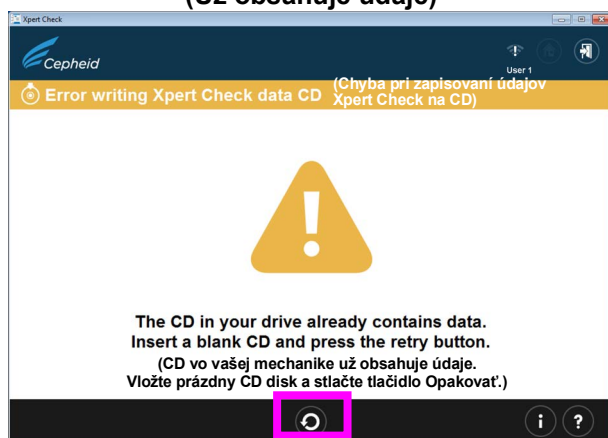 (Už obsahuje údaje)
Xpert Check
Cepheid
User 1
Error writing Xpert Check data CD
(Chyba pri zapisovaní údajov
Xpert Check na CD)
The CD in your drive already contains data.
Insert a blank CD and press the retry button.
(CD vo vašej mechanike už obsahuje údaje.
Vložte prázdny CD disk a stlačte tlačidlo Opakovať.)
i ?